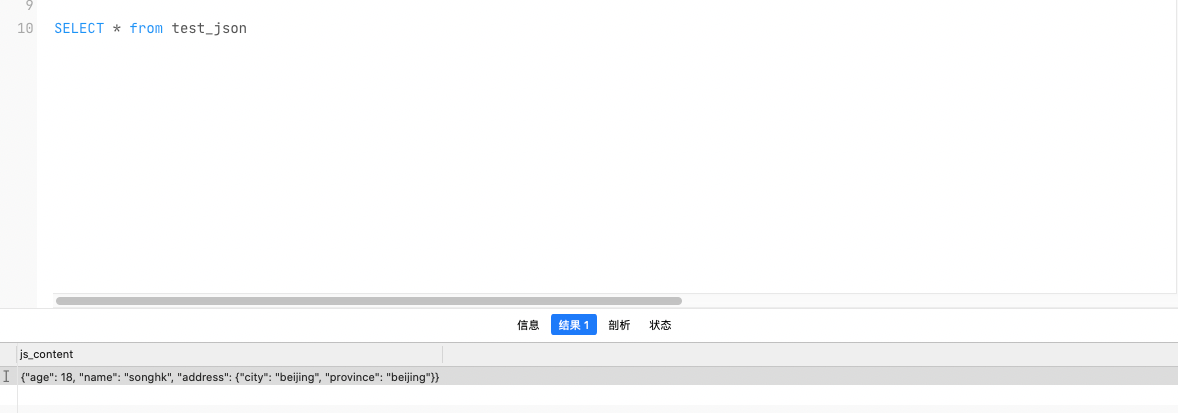 9
10 SELECT * from test_json
信息 结果 1 剖析 状态
js_content
{"age": 18, "name": "songhk", "address": {"city": "beijing", "province": "beijing"}}